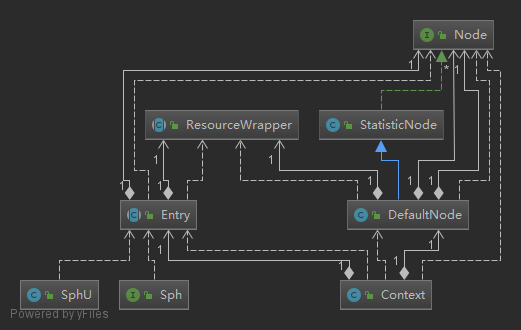 Node
1
*
1
ResourceWrapper
StatisticNode
1
1
1
1
1
1
1
Entry
DefaultNode
1
1
1
1
SphU
Sph
Context
Powered by yFiles